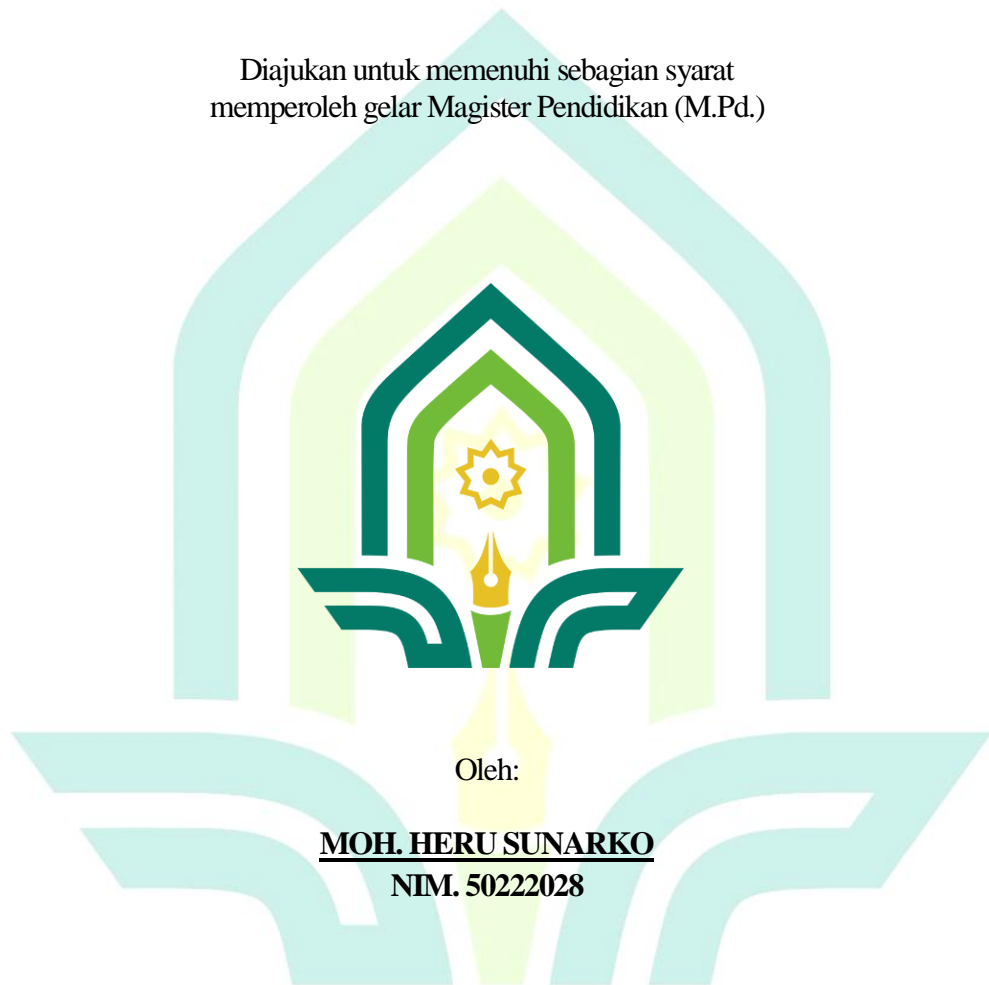 Diajukan untuk memenuhi sebagian syarat
memperoleh gelar Magister Pendidikan (M.Pd.)
Oleh:
MOH. HERU SUNARKO
NIM. 50222028